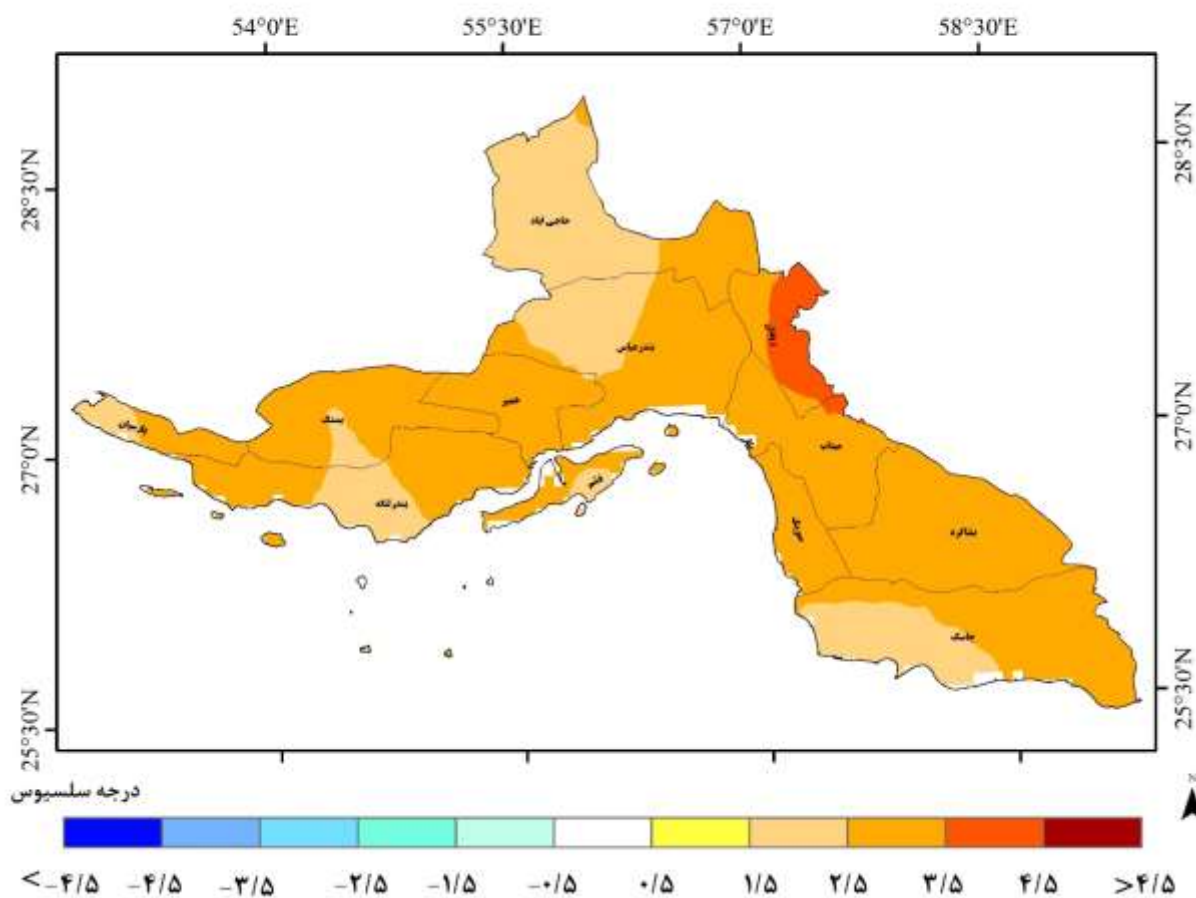 54°0'E 55°30'E 57°0'E 58°30'E
28°30'N 28°30'N
حاجی آباد
بندرعباس
رودان
خمیر
بستک
پارسیان
27°0'N 27°0'N
میناب
قشم
بندرلنگه
سیریک
بشاگرد
جاسک
25°30'N 25°30'N
درجه سلسیوس
N
< -۴/۵ -۴/۵ -۳/۵ -۲/۵ -۱/۵ -۰/۵ ۰/۵ ۱/۵ ۲/۵ ۳/۵ ۴/۵ >۴/۵